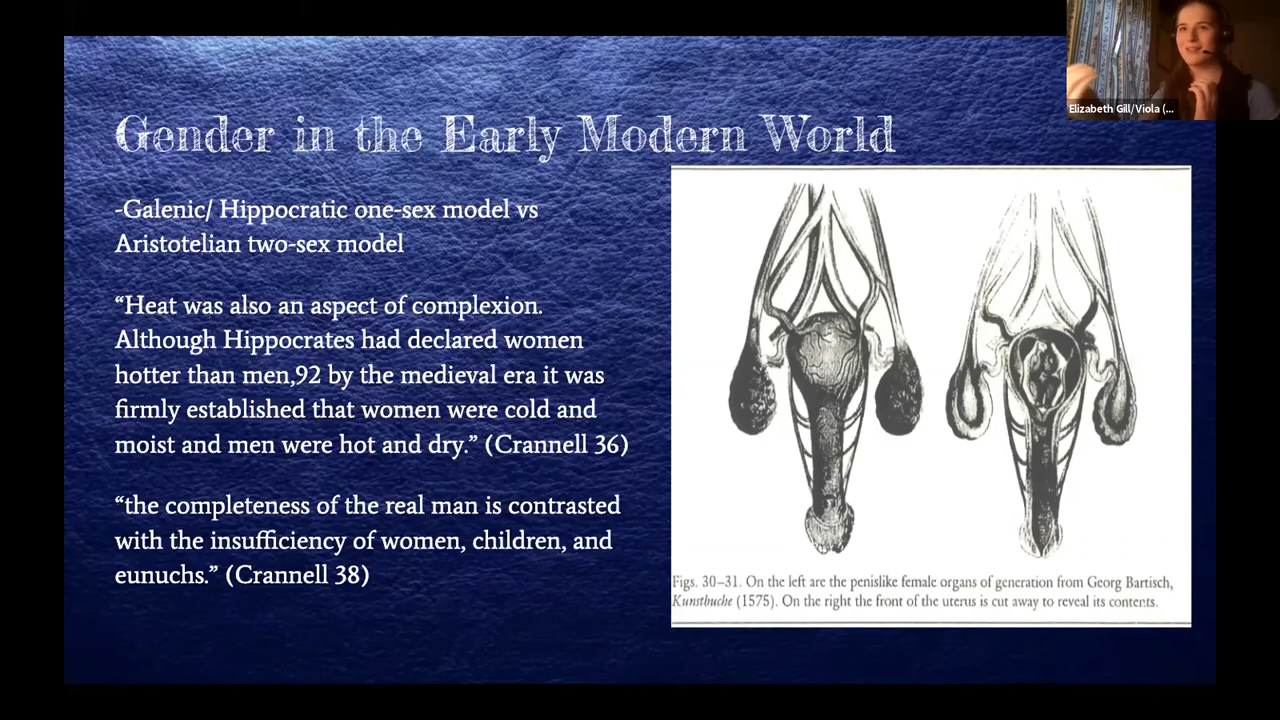 Elizabeth Gill/Viola (...
Gender in the Early Modern World
-Galenic/ Hippocratic one-sex model vs
Aristotelian two-sex model
“Heat was also an aspect of complexion.
Although Hippocrates had declared women
hotter than men,92 by the medieval era it was
firmly established that women were cold and
moist and men were hot and dry.” (Crannell 36)
“the completeness of the real man is contrasted
with the insufficiency of women, children, and
eunuchs.” (Crannell 38)
Figs. 30–31. On the left are the penislike female organs of generation from Georg Bartisch,
Kunstbuche (1575). On the right the front of the uterus is cut away to reveal its contents.